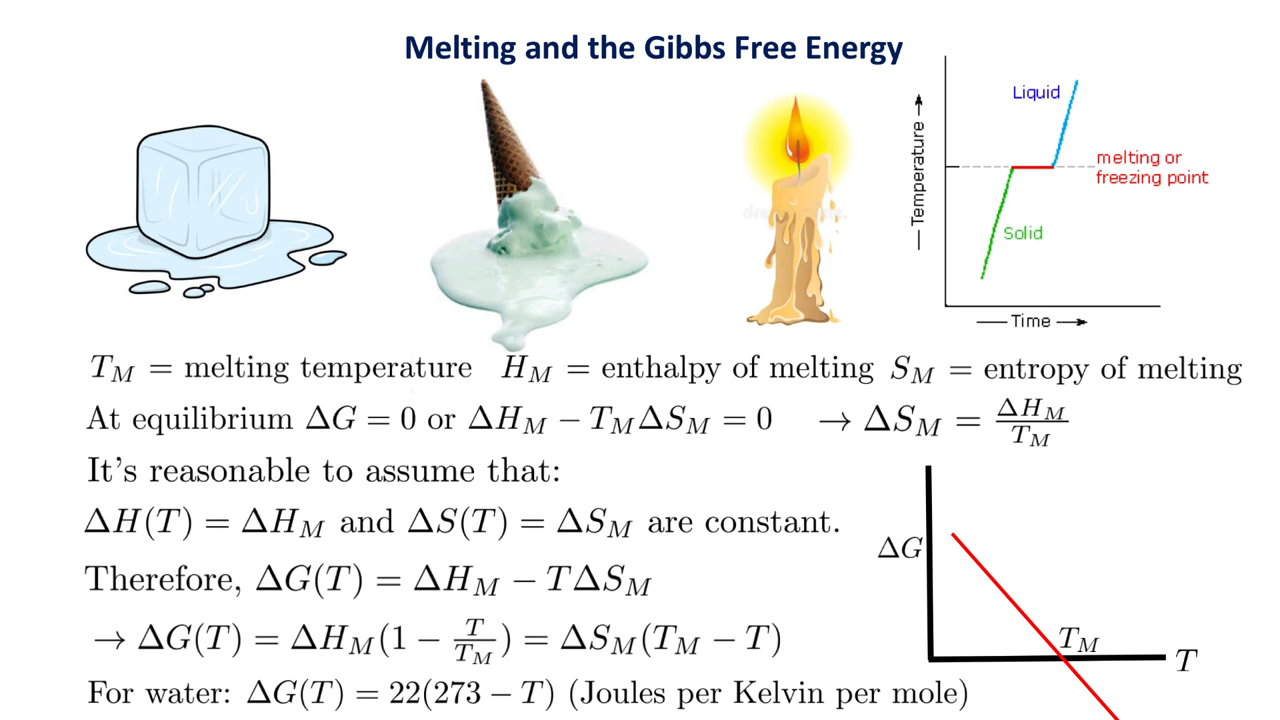 Melting and the Gibbs Free Energy
Liquid
Temperature
melting or
freezing point
Solid
Time
T_M = melting temperature H_M = enthalpy of melting S_M = entropy of melting
At equilibrium ΔG = 0 or ΔH_M − T_MΔS_M = 0 → ΔS_M = ΔH_M/T_M
It's reasonable to assume that:
ΔH(T) = ΔH_M and ΔS(T) = ΔS_M are constant.
ΔG
Therefore, ΔG(T) = ΔH_M − TΔS_M
→ ΔG(T) = ΔH_M(1 − T/T_M) = ΔS_M(T_M − T)
T_M
T
For water: ΔG(T) = 22(273 − T) (Joules per Kelvin per mole)